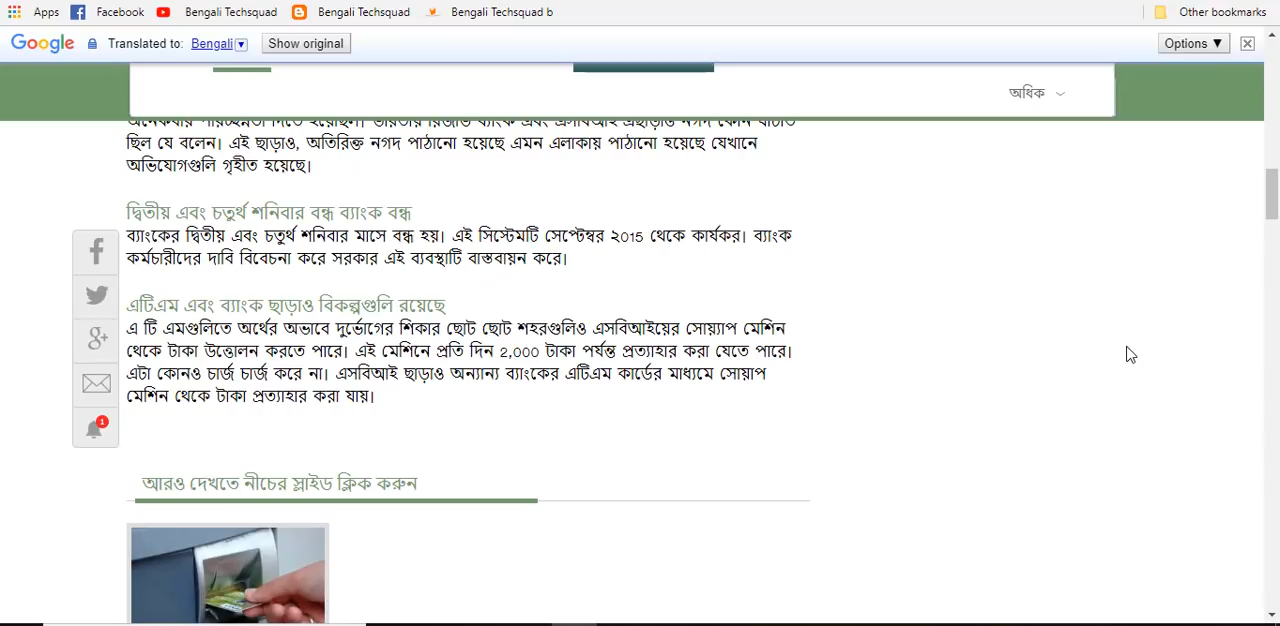 Apps Facebook Bengali Techsquad Bengali Techsquad Bengali Techsquad b Other bookmarks
Google Translated to: Bengali Show original Options ▼
অধিক
ছিল যে বলেন। এই ছাড়াও, অতিরিক্ত নগদ পাঠানো হয়েছে এমন এলাকায় পাঠানো হয়েছে যেখানে
অভিযোগগুলি গৃহীত হয়েছে।
দ্বিতীয় এবং চতুর্থ শনিবার বন্ধ ব্যাংক বন্ধ
ব্যাংকের দ্বিতীয় এবং চতুর্থ শনিবার মাসে বন্ধ হয়। এই সিস্টেমটি সেপ্টেম্বর ২015 থেকে কার্যকর। ব্যাংক
কর্মচারীদের দাবি বিবেচনা করে সরকার এই ব্যবস্থাটি বাস্তবায়ন করে।
এটিএম এবং ব্যাংক ছাড়াও বিকল্পগুলি রয়েছে
এ টি এমগুলিতে অর্থের অভাবে দুর্ভোগের শিকার ছোট ছোট শহরগুলিও এসবিআইয়ের সোয়্যাপ মেশিন
থেকে টাকা উত্তোলন করতে পারে। এই মেশিনে প্রতি দিন 2,000 টাকা পর্যন্ত প্রত্যাহার করা যেতে পারে।
এটা কোনও চার্জ চার্জ করে না। এসবিআই ছাড়াও অন্যান্য ব্যাংকের এটিএম কার্ডের মাধ্যমে সোয়াপ
মেশিন থেকে টাকা প্রত্যাহার করা যায়।
1
আরও দেখতে নীচের স্লাইড ক্লিক করুন